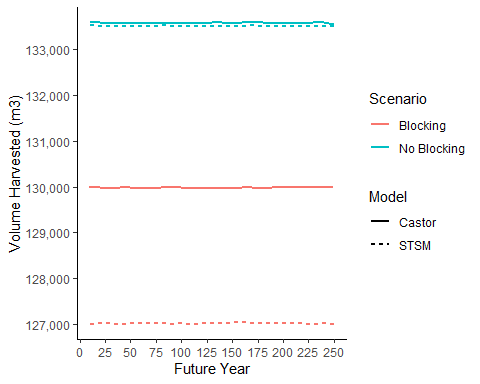 Volume Harvested (m3)
133,000
132,000
131,000
130,000
129,000
128,000
127,000
0 25 50 75 100 125 150 175 200 225 250
Future Year
Scenario
Blocking
No Blocking
Model
Castor
STSM